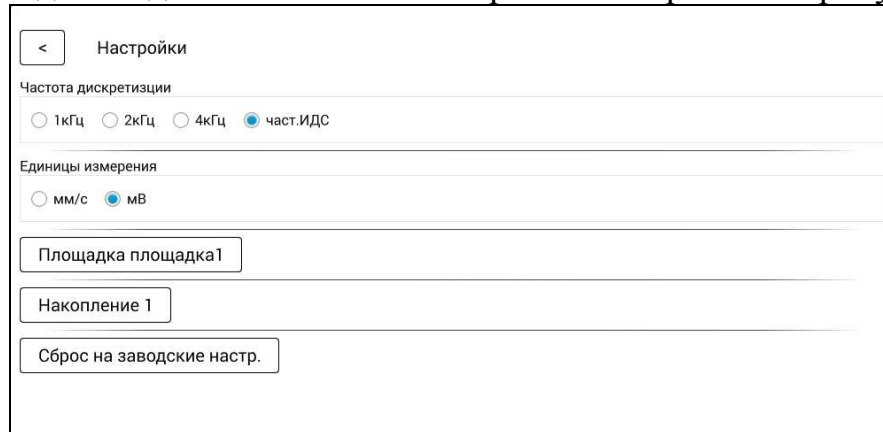 < Настройки
Частота дискретизции
1кГц 2кГц 4кГц част.ИДС
Единицы измерения
мм/с мВ
Площадка площадка1
Накопление 1
Сброс на заводские настр.